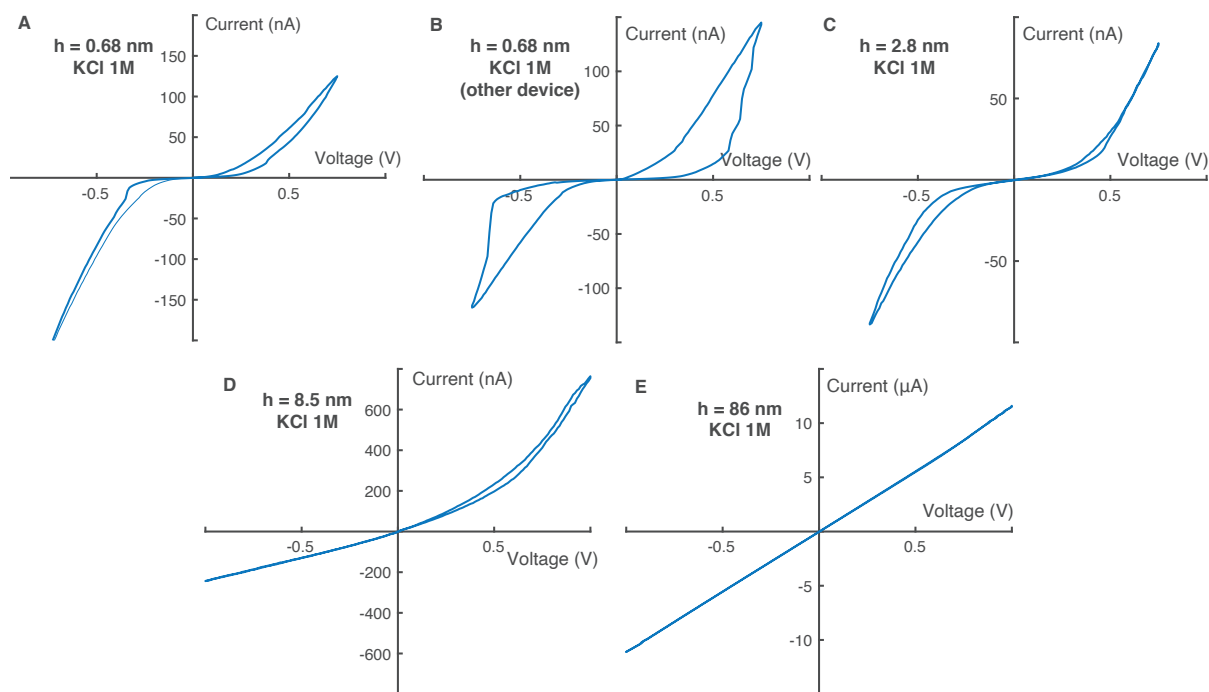 A
Current (nA)
h = 0.68 nm
KCl 1M
150
100
50
Voltage (V)
-0.5
0.5
-50
-100
-150
B
Current (nA)
h = 0.68 nm
KCl 1M
(other device)
100
50
Voltage (V)
-0.5
0.5
-50
-100
C
Current (nA)
h = 2.8 nm
KCl 1M
50
Voltage (V)
-0.5
0.5
-50
D
Current (nA)
h = 8.5 nm
KCl 1M
600
400
200
-0.5
0.5
Voltage (V)
-200
-400
-600
E
Current (µA)
h = 86 nm
KCl 1M
10
5
Voltage (V)
-0.5
0.5
-5
-10